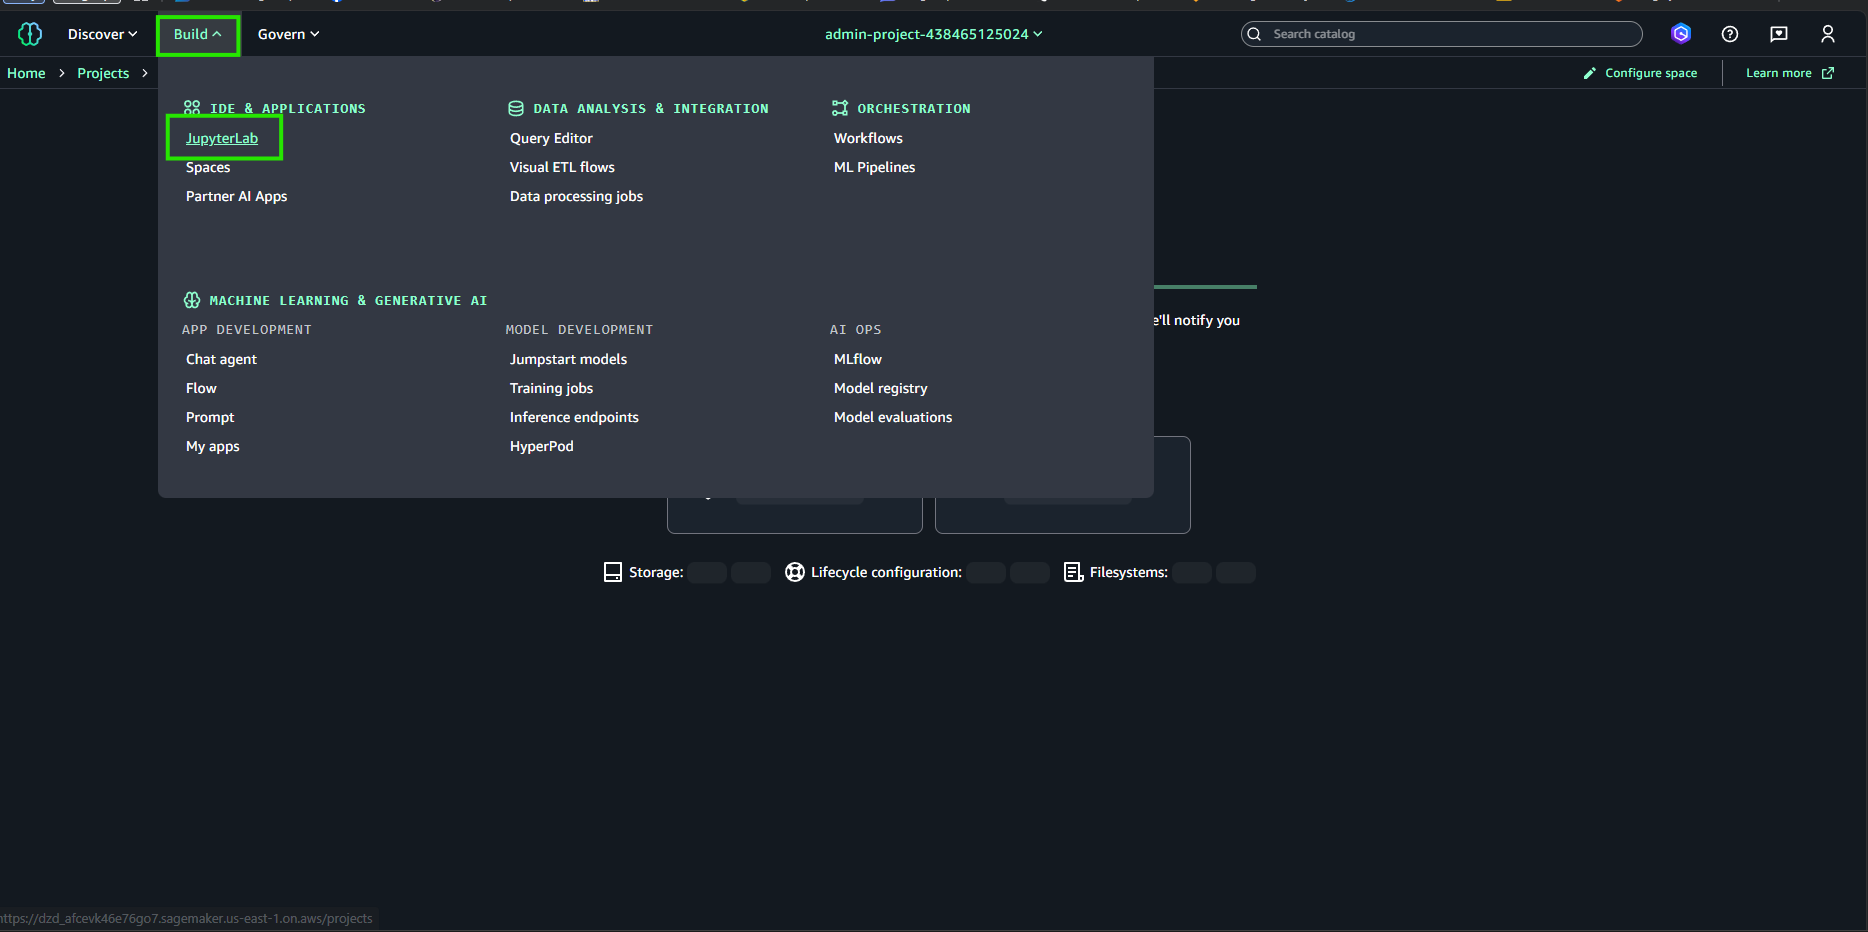 Discover Build Govern admin-project-438465125024 Search catalog
Home > Projects > Configure space Learn more
IDE & APPLICATIONS
JupyterLab
Spaces
Partner AI Apps
DATA ANALYSIS & INTEGRATION
Query Editor
Visual ETL flows
Data processing jobs
ORCHESTRATION
Workflows
ML Pipelines
MACHINE LEARNING & GENERATIVE AI
APP DEVELOPMENT
Chat agent
Flow
Prompt
My apps
MODEL DEVELOPMENT
Jumpstart models
Training jobs
Inference endpoints
HyperPod
AI OPS
MLflow
Model registry
Model evaluations
e'll notify you
Storage: Lifecycle configuration: Filesystems:
https://dzd_afcevk46e76go7.sagemaker.us-east-1.on.aws/projects